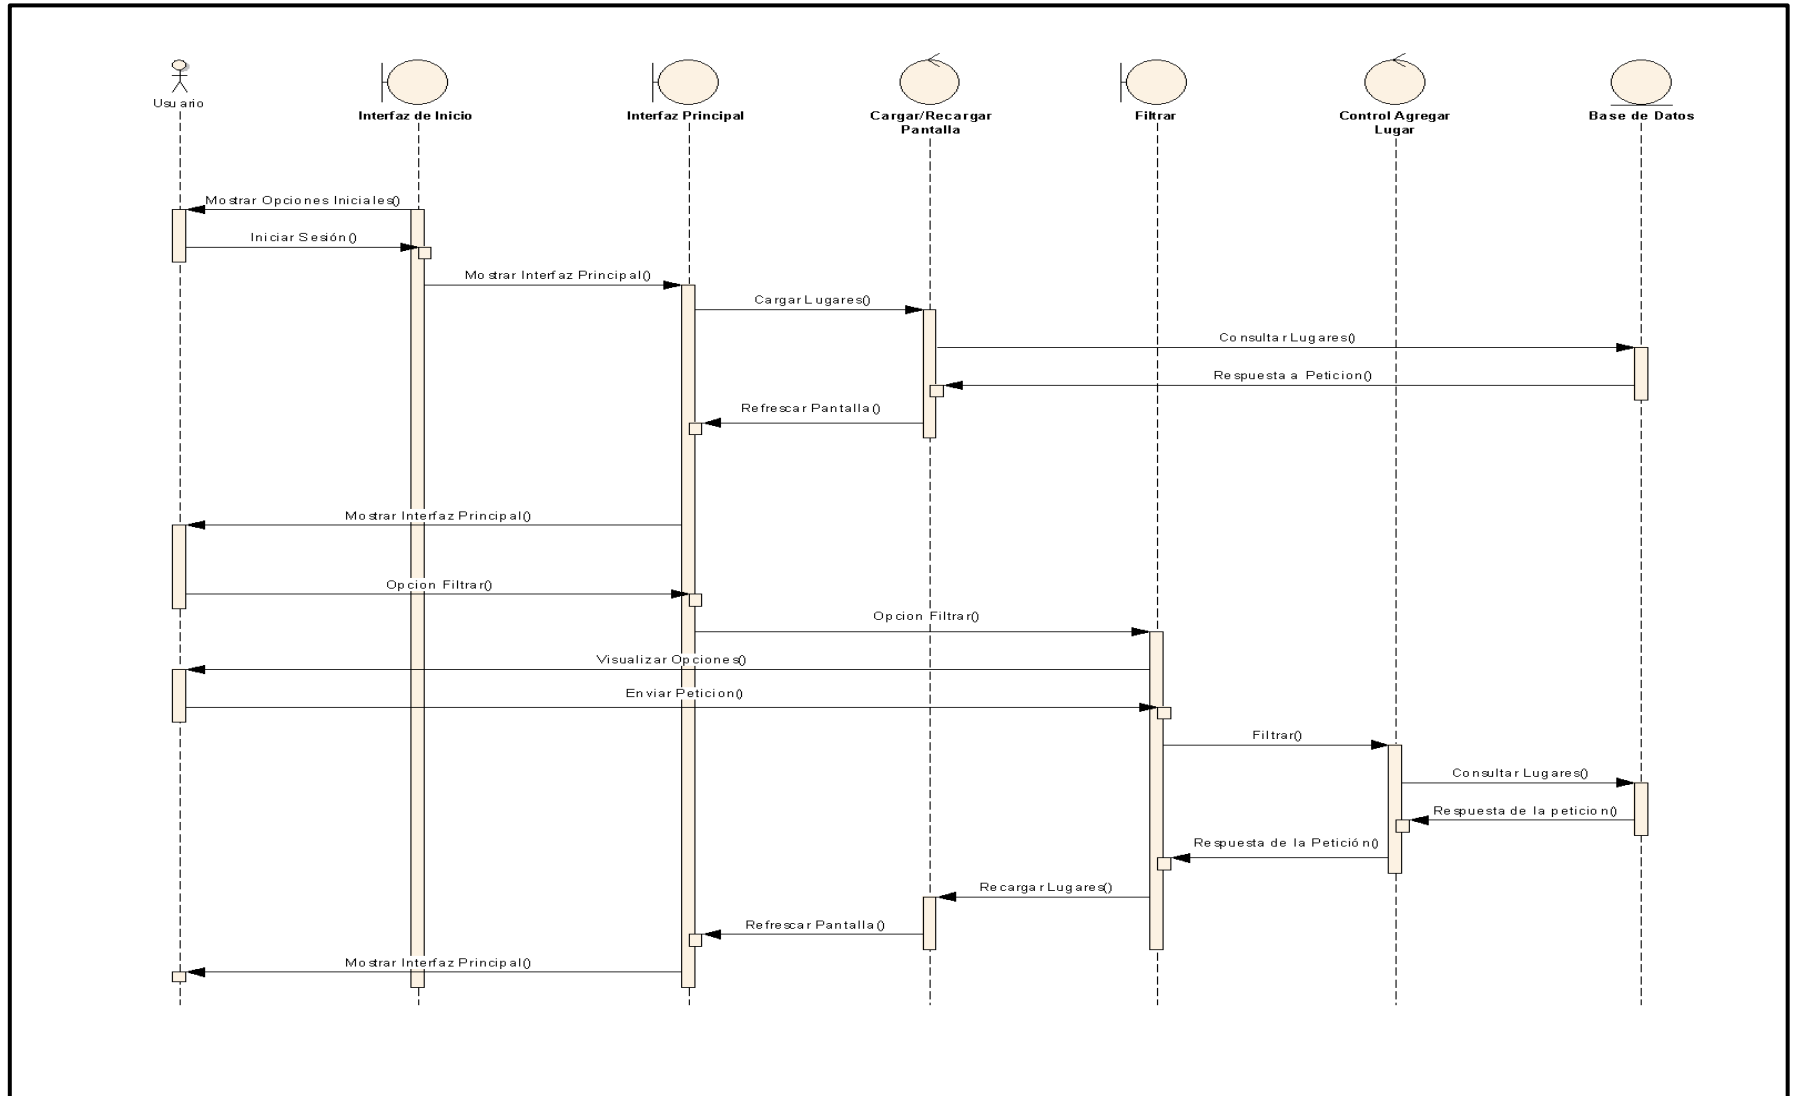 Usuario
Interfaz de Inicio
Interfaz Principal
Cargar/Recargar
Pantalla
Filtrar
Control Agregar
Lugar
Base de Datos
Mostrar Opciones Iniciales()
Iniciar Sesión()
Mostrar Interfaz Principal()
Cargar Lugares()
Consultar Lugares()
Respuesta a Peticion()
Refrescar Pantalla()
Mostrar Interfaz Principal()
Opcion Filtrar()
Opcion Filtrar()
Visualizar Opciones()
Enviar Peticion()
Filtrar()
Consultar Lugares()
Respuesta de la peticion()
Respuesta de la Petición()
Recargar Lugares()
Refrescar Pantalla()
Mostrar Interfaz Principal()